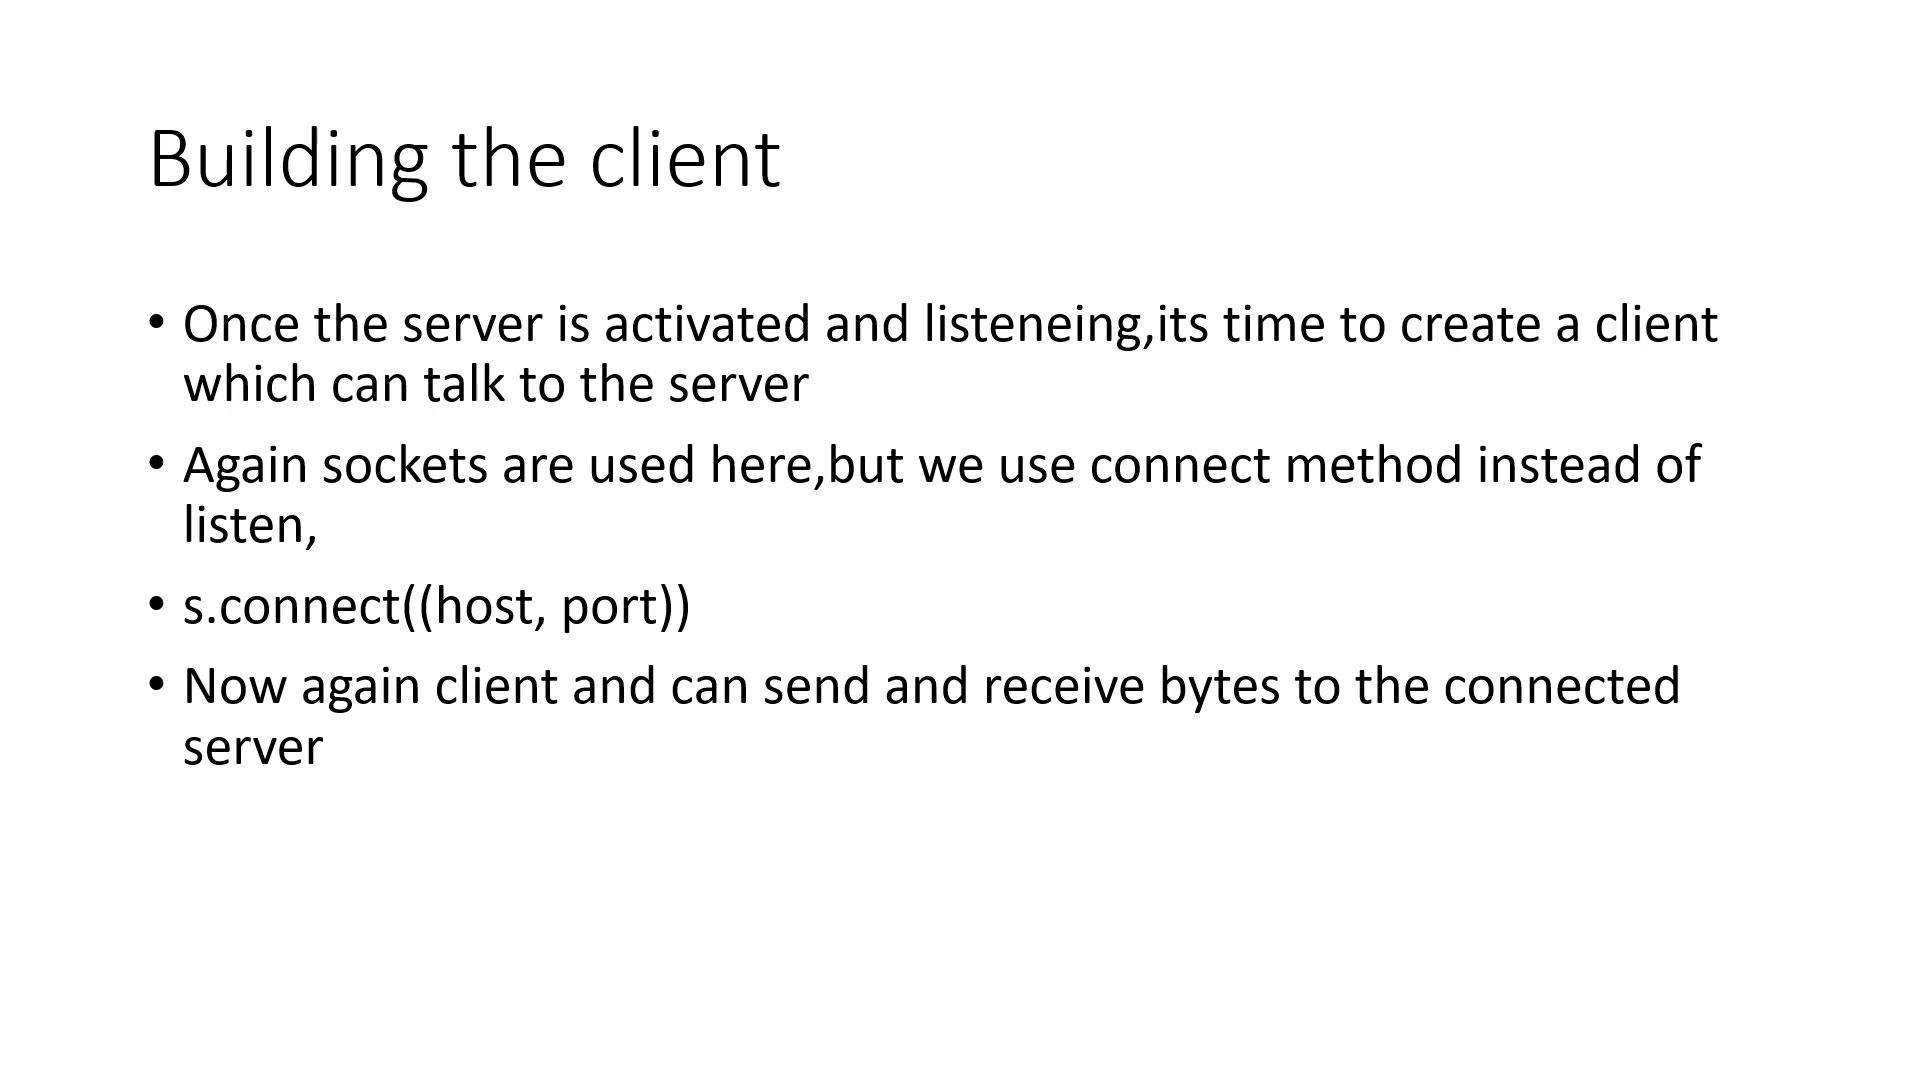 Building the client
• Once the server is activated and listeneing,its time to create a client
which can talk to the server
• Again sockets are used here,but we use connect method instead of
listen,
• s.connect((host, port))
• Now again client and can send and receive bytes to the connected
server